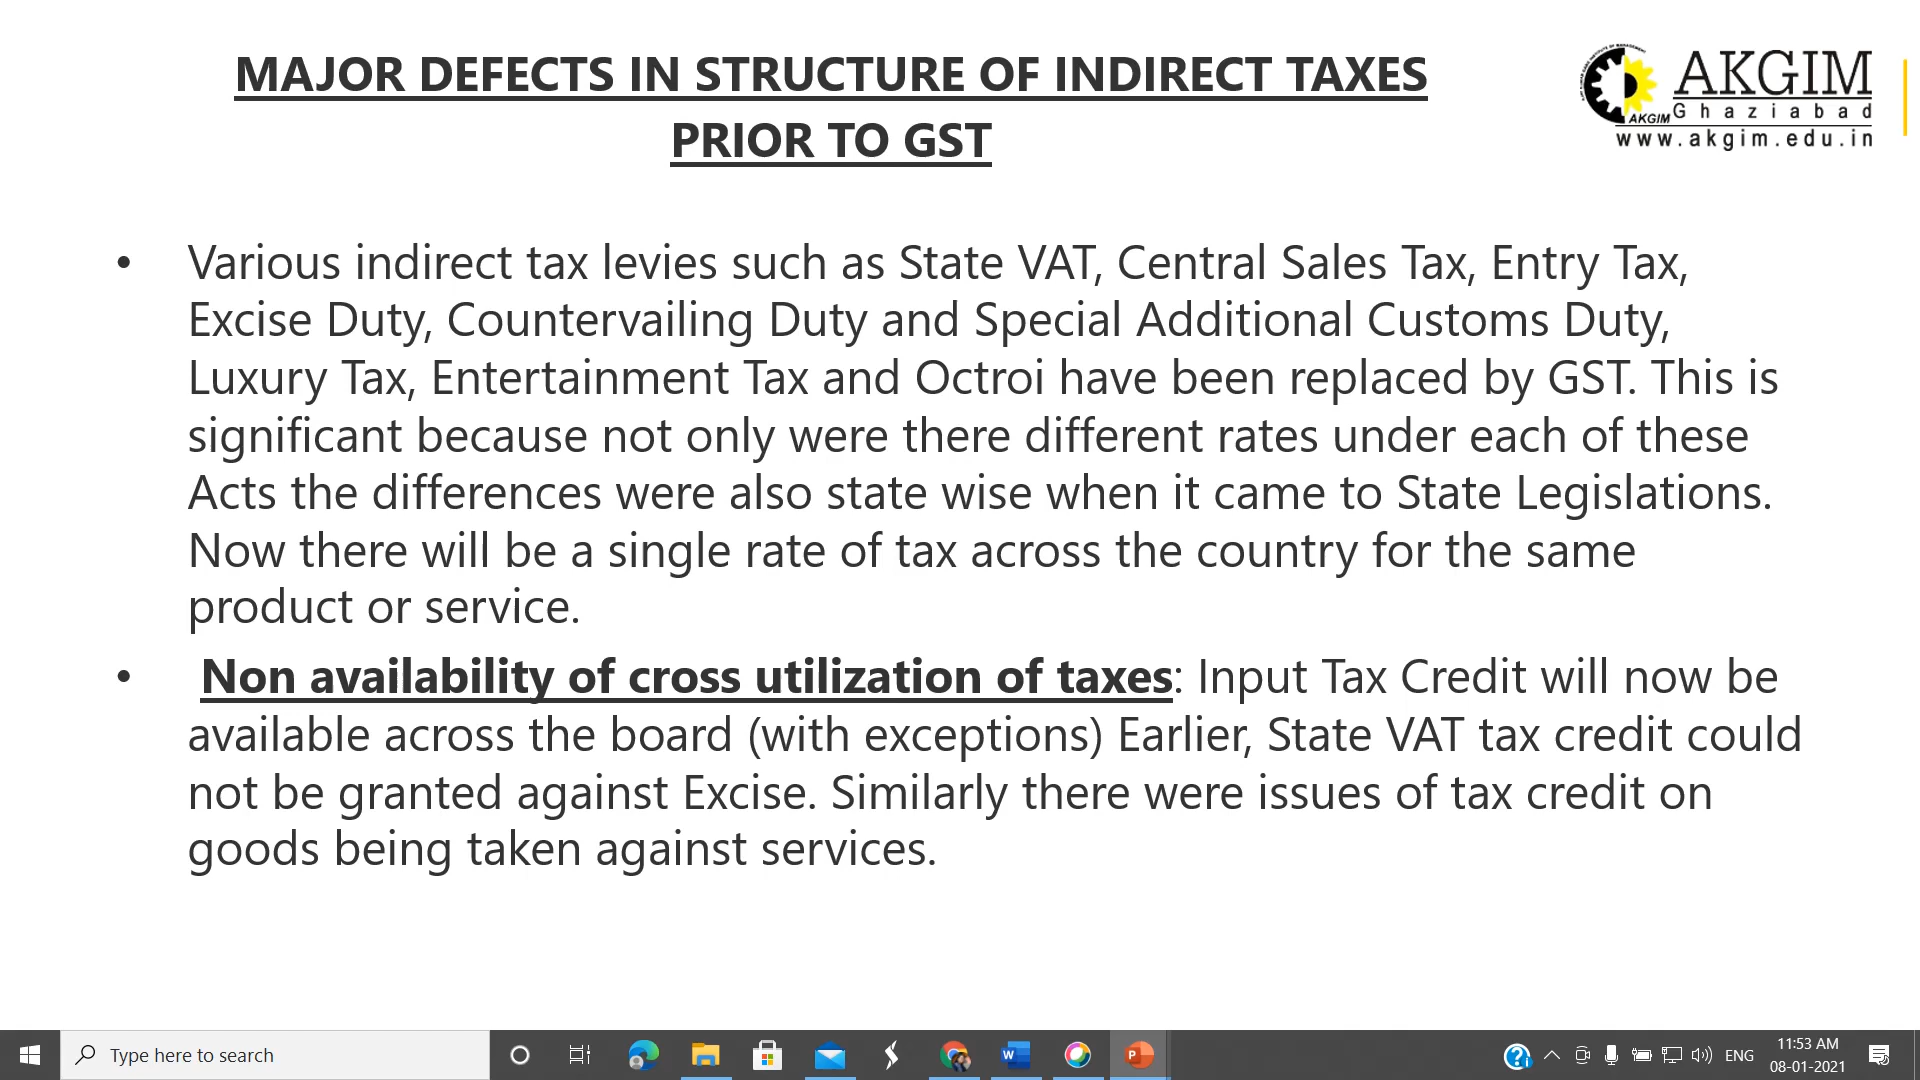 MAJOR DEFECTS IN STRUCTURE OF INDIRECT TAXES
PRIOR TO GST
AKGIM
AKGIM
Ghaziabad
www.akgim.edu.in
• Various indirect tax levies such as State VAT, Central Sales Tax, Entry Tax,
Excise Duty, Countervailing Duty and Special Additional Customs Duty,
Luxury Tax, Entertainment Tax and Octroi have been replaced by GST. This is
significant because not only were there different rates under each of these
Acts the differences were also state wise when it came to State Legislations.
Now there will be a single rate of tax across the country for the same
product or service.
• Non availability of cross utilization of taxes: Input Tax Credit will now be
available across the board (with exceptions) Earlier, State VAT tax credit could
not be granted against Excise. Similarly there were issues of tax credit on
goods being taken against services.
Type here to search
ENG
11:53 AM
08-01-2021